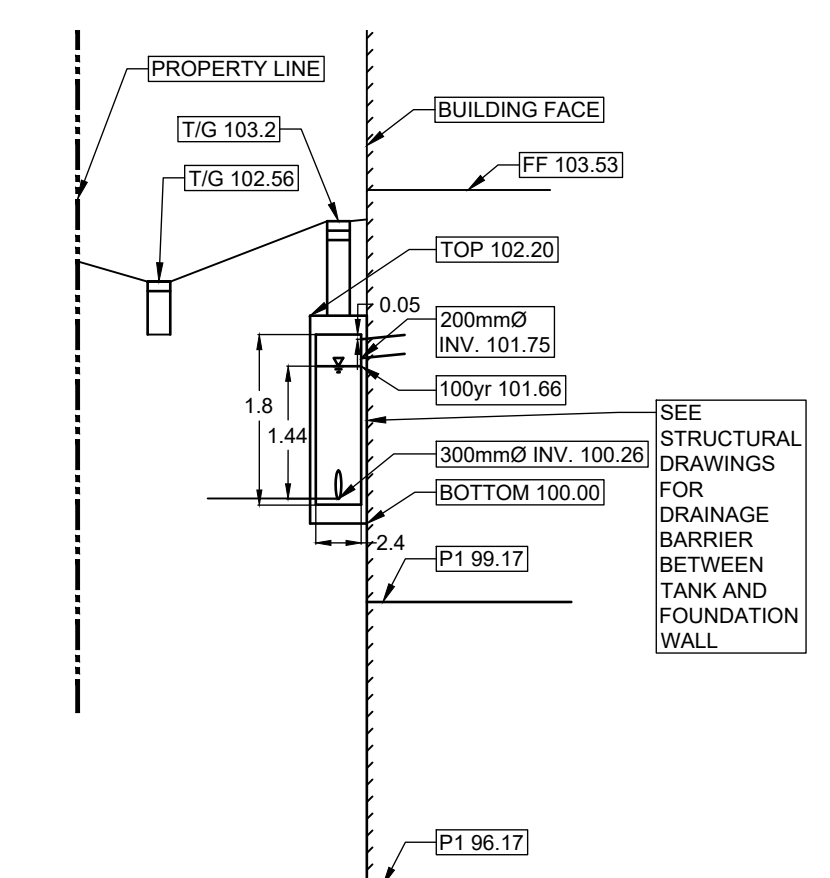 PROPERTY LINE
BUILDING FACE
T/G 103.2
FF 103.53
T/G 102.56
TOP 102.20
0.05
200mmØ
INV. 101.75
100yr 101.66
1.8
1.44
SEE
STRUCTURAL
DRAWINGS
FOR
DRAINAGE
BARRIER
BETWEEN
TANK AND
FOUNDATION
WALL
300mmØ INV. 100.26
BOTTOM 100.00
2.4
P1 99.17
P1 96.17